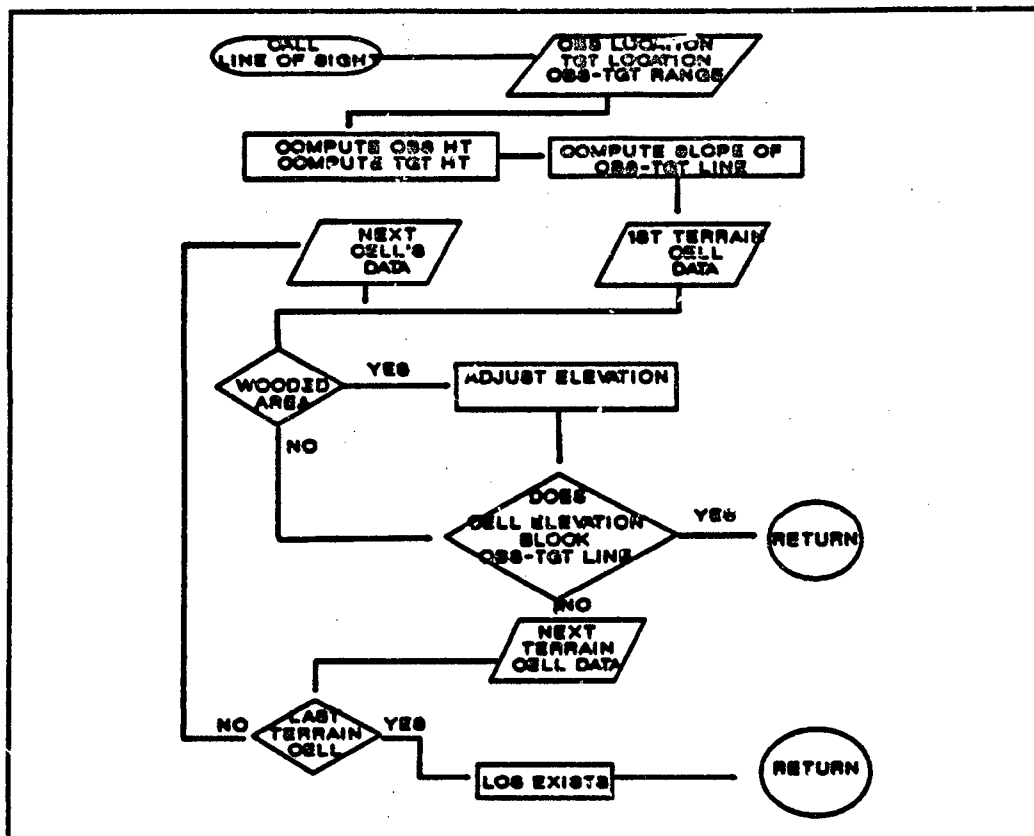 CALL
LINE OF SIGHT
OBS LOCATION
TGT LOCATION
OBS-TGT RANGE
COMPUTE OBS HT
COMPUTE TGT HT
COMPUTE SLOPE OF
OBS-TGT LINE
NEXT
CELL'S
DATA
1ST TERRAIN
CELL
DATA
WOODED
AREA
YES
ADJUST ELEVATION
NO
DOES
CELL ELEVATION
BLOCK
OBS-TGT LINE
YES
RETURN
NO
NEXT
TERRAIN
CELL DATA
NO
LAST
TERRAIN
CELL
YES
LOS EXISTS
RETURN